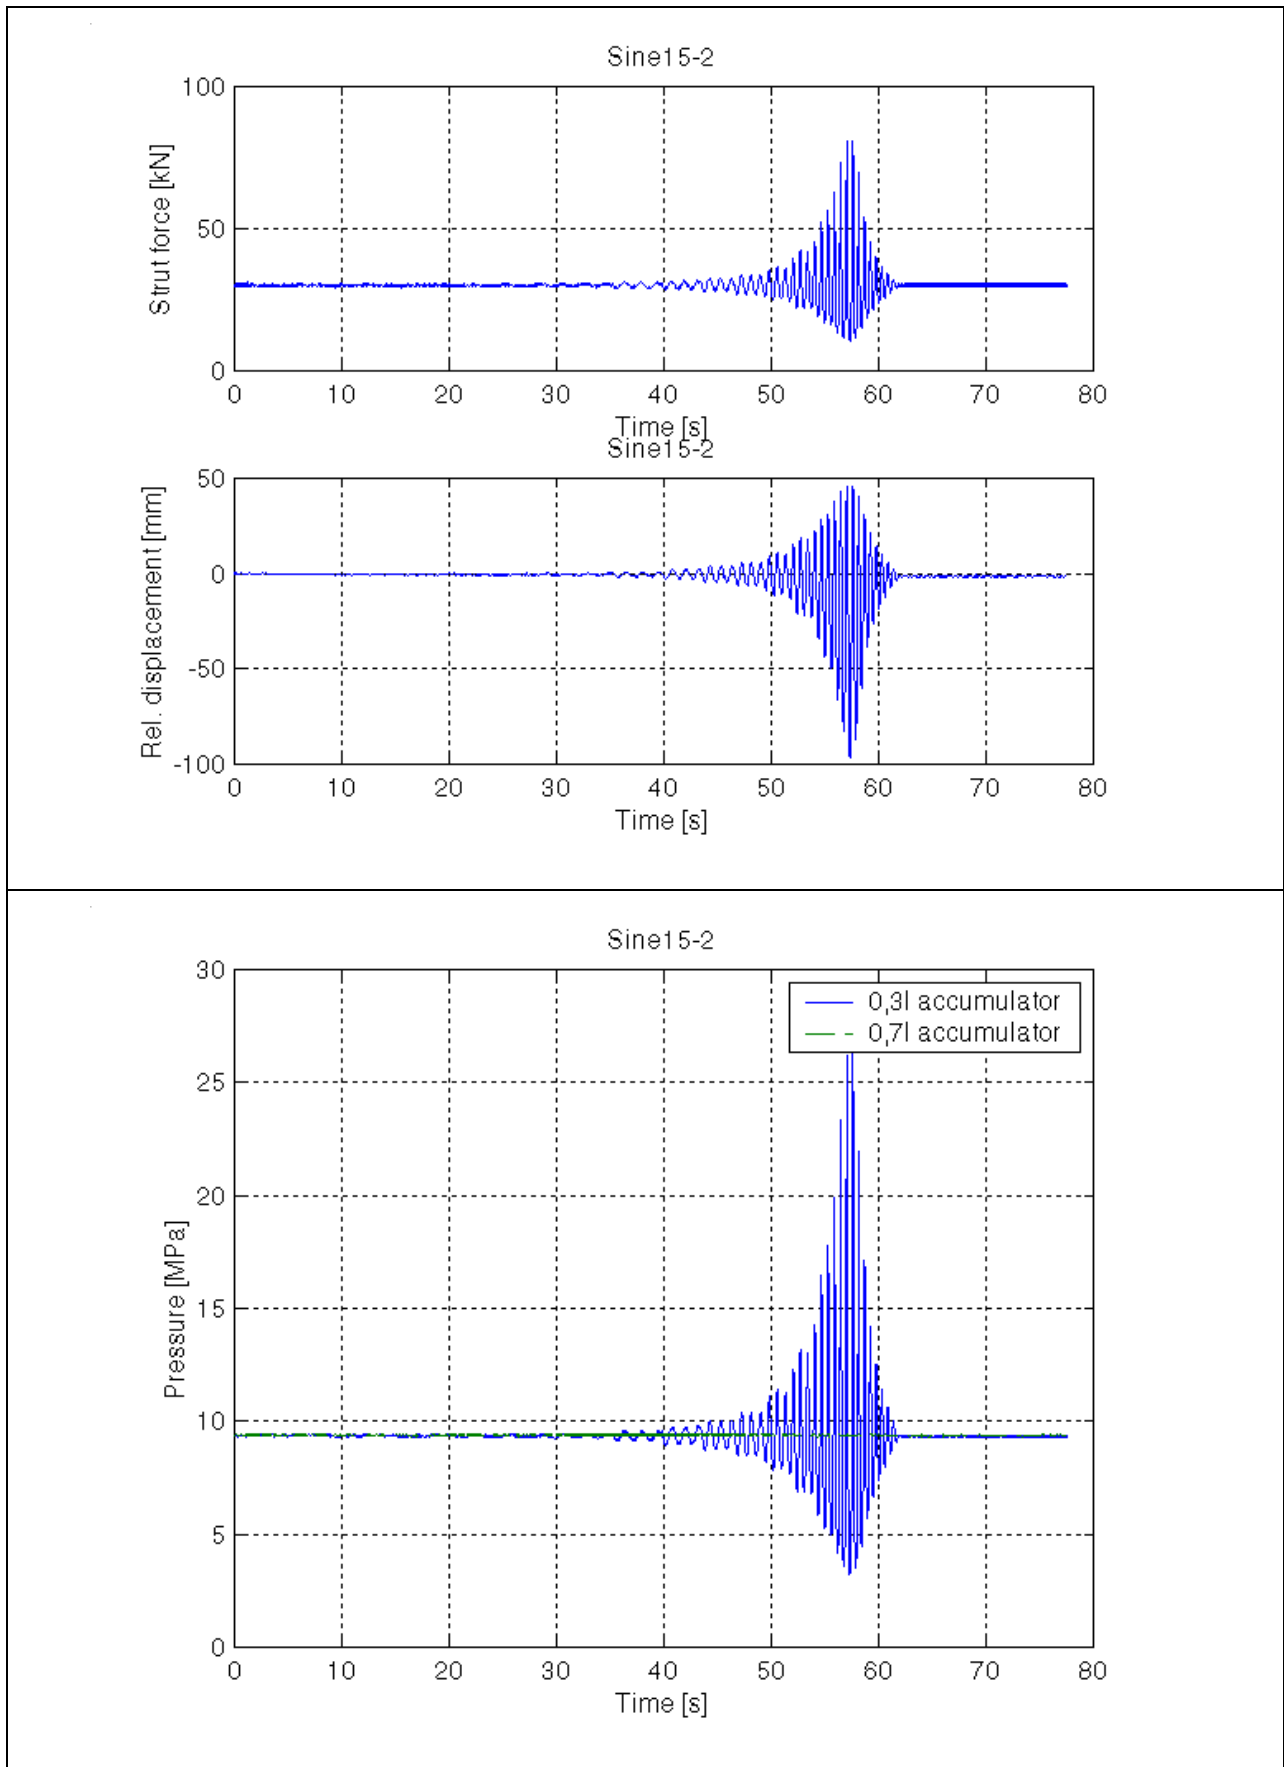 Sine15-2
100
50
0
Strut force [kN]
0 10 20 30 40 50 60 70 80
Time [s]
Sine15-2
50
0
-50
-100
Rel. displacement [mm]
0 10 20 30 40 50 60 70 80
Time [s]
Sine15-2
30
25
20
15
10
5
0
Pressure [MPa]
0,3l accumulator
0,7l accumulator
0 10 20 30 40 50 60 70 80
Time [s]